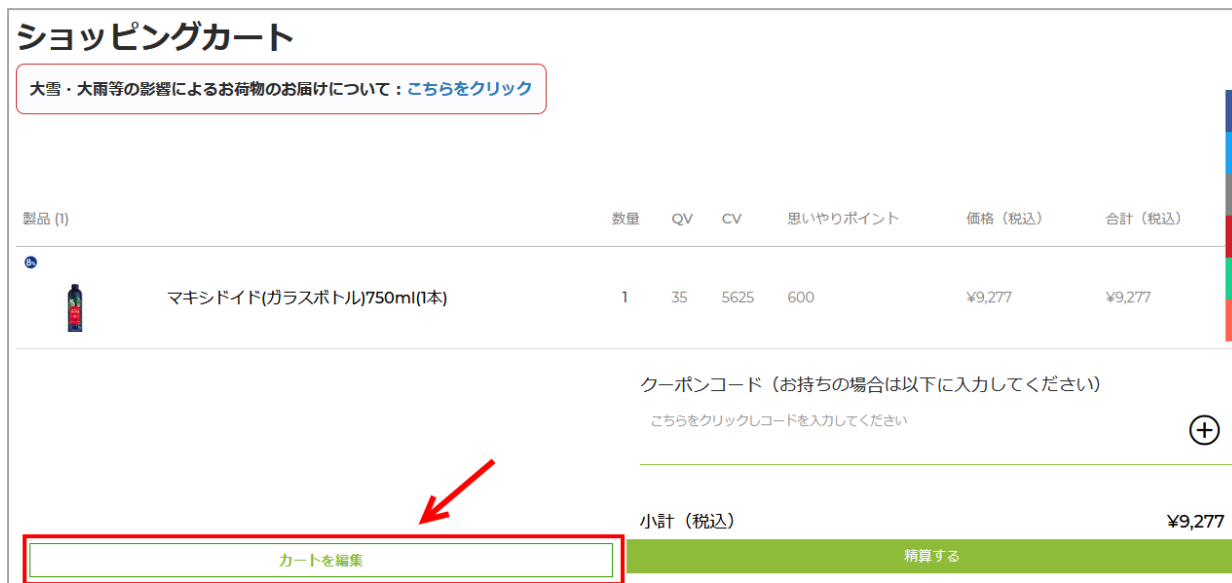 ショッピングカート
大雪・大雨等の影響によるお荷物のお届けについて：こちらをクリック
製品 (1) 数量 QV CV 思いやりポイント 価格（税込） 合計（税込）
8%
マキシドイド(ガラスボトル)750ml(1本) 1 35 5625 600 ¥9,277 ¥9,277
クーポンコード（お持ちの場合は以下に入力してください）
こちらをクリックしコードを入力してください
小計（税込） ¥9,277
カートを編集 精算する